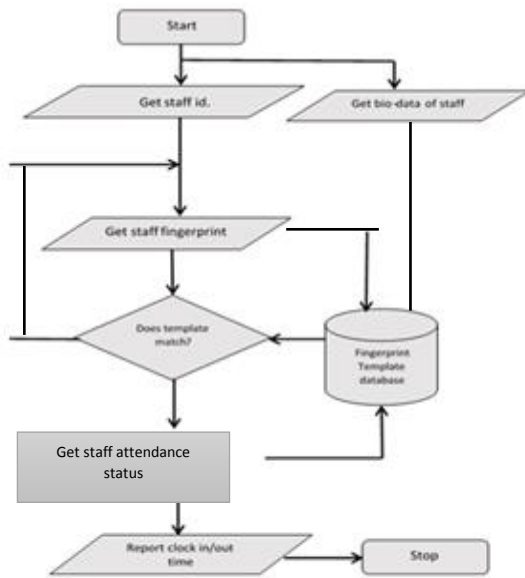 Start
Get staff id.
Get bio-data of staff
Get staff fingerprint
Does template
match?
Fingerprint
Template
database
Get staff attendance
status
Report clock in/out
time
Stop